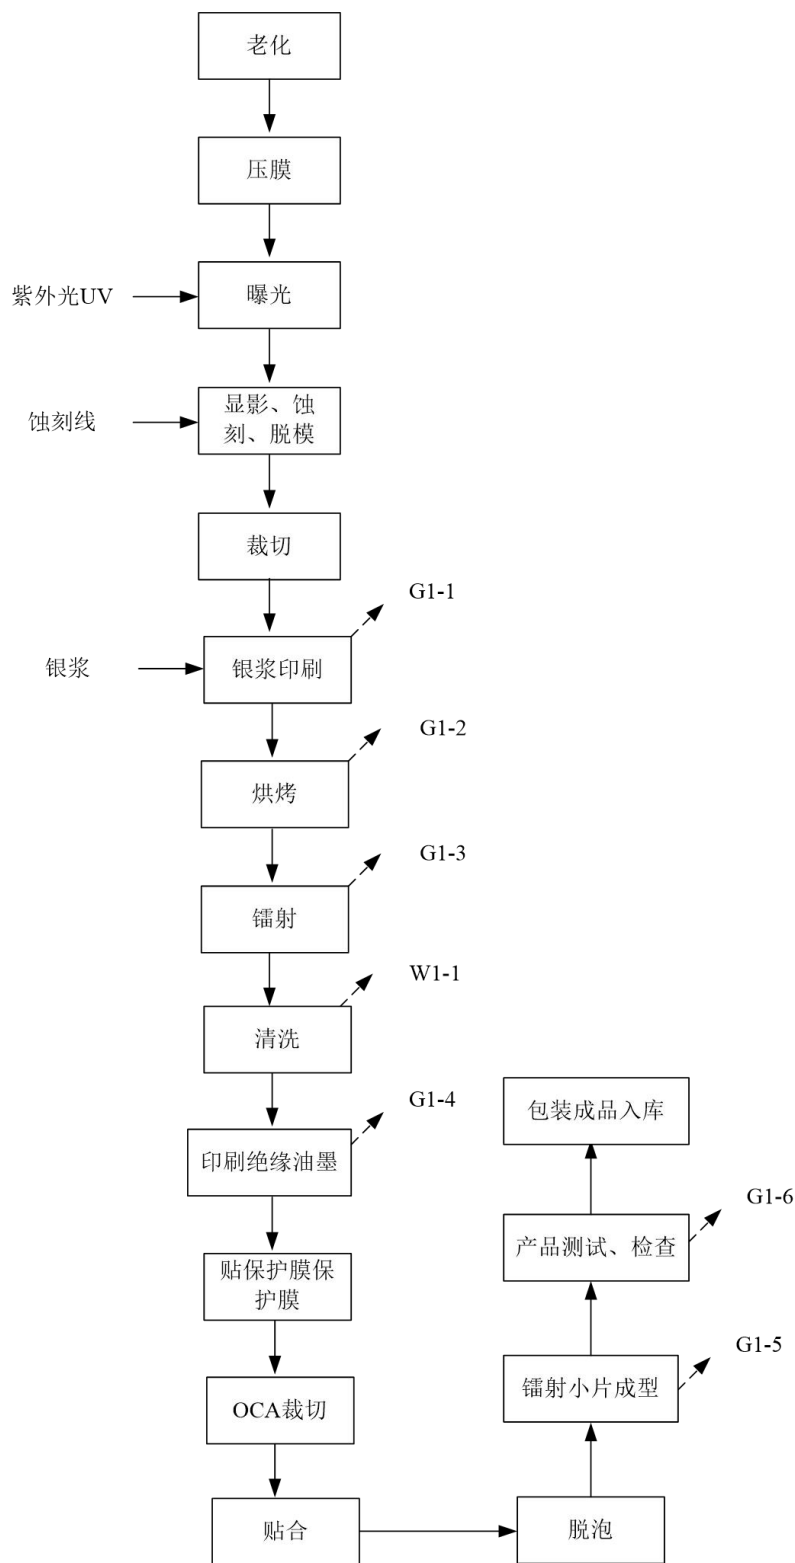 老化
压膜
紫外光UV
曝光
蚀刻线
显影、蚀
刻、脱模
裁切
G1-1
银浆
银浆印刷
G1-2
烘烤
G1-3
镭射
W1-1
清洗
G1-4
印刷绝缘油墨
贴保护膜保
护膜
OCA裁切
贴合
脱泡
G1-5
镭射小片成型
G1-6
产品测试、检查
包装成品入库